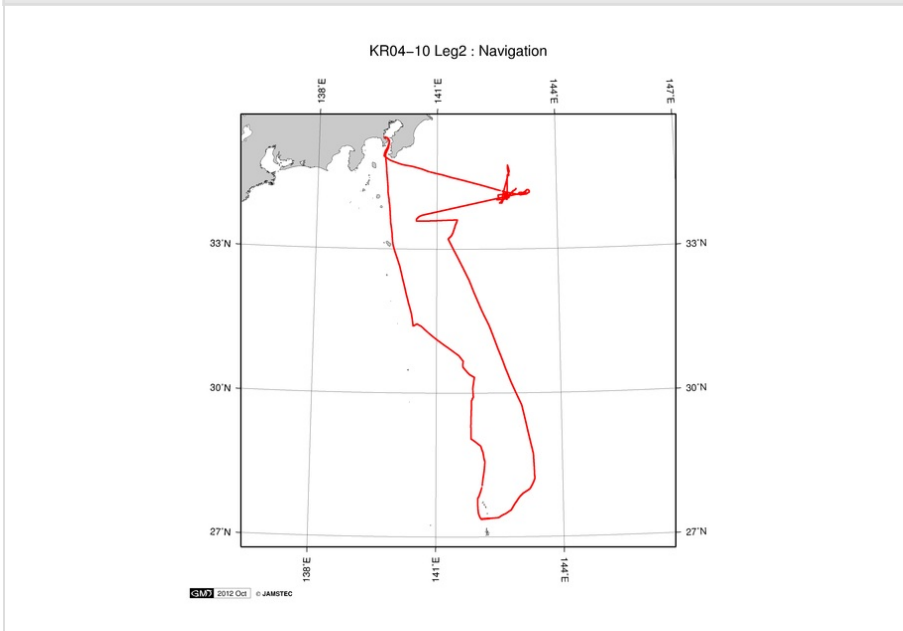 KR04−10 Leg2 : Navigation
138˚E 141˚E 144˚E 147˚E
33˚N 33˚N
30˚N 30˚N
27˚N 27˚N
138˚E 141˚E 144˚E
GMD 2012 Oct © JAMSTEC